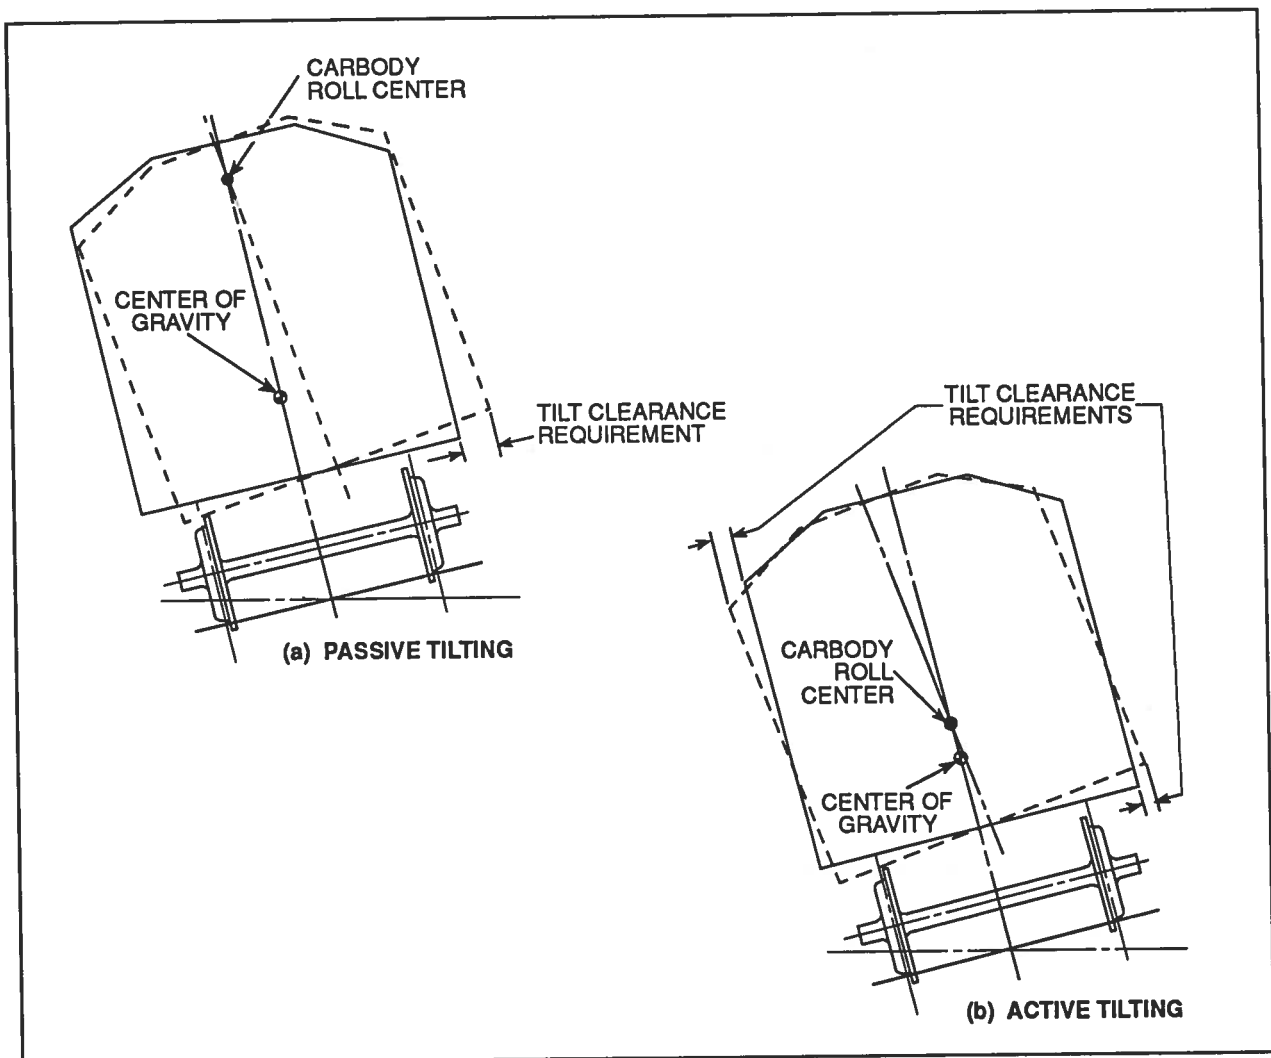 CARBODY
ROLL CENTER
CENTER OF
GRAVITY
TILT CLEARANCE
REQUIREMENT
(a) PASSIVE TILTING
TILT CLEARANCE
REQUIREMENTS
CARBODY
ROLL
CENTER
CENTER OF
GRAVITY
(b) ACTIVE TILTING